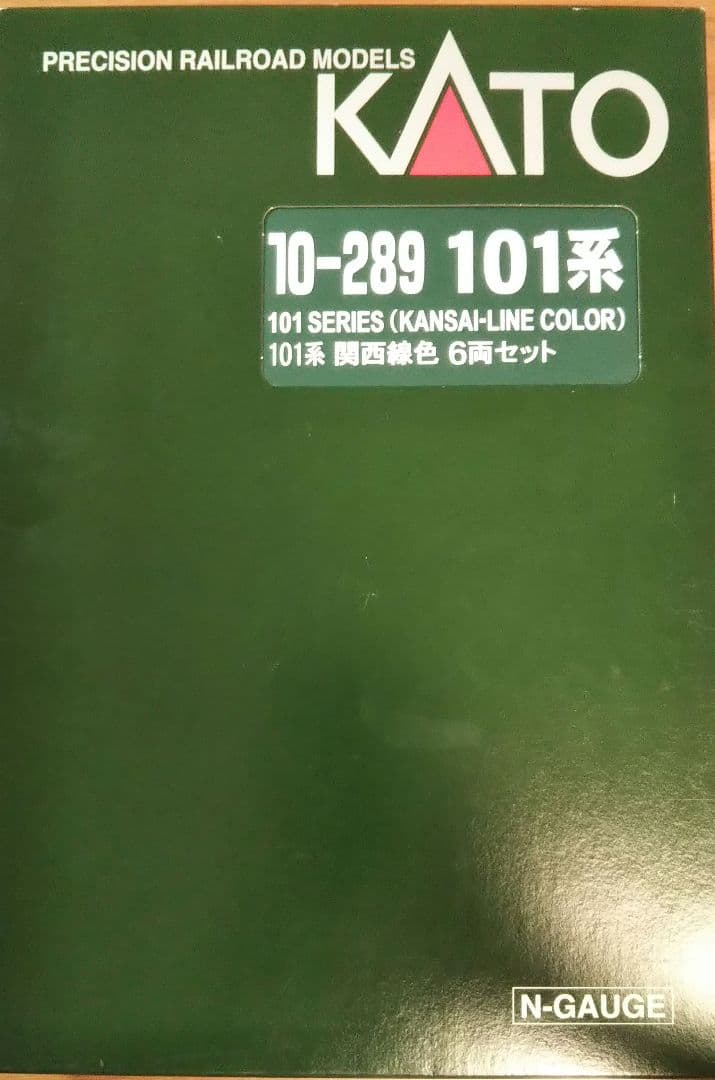 PRECISION RAILROAD MODELS
KATO
10-289 101系
101 SERIES (KANSAI-LINE COLOR)
101系 関西線色 6両セット
N-GAUGE